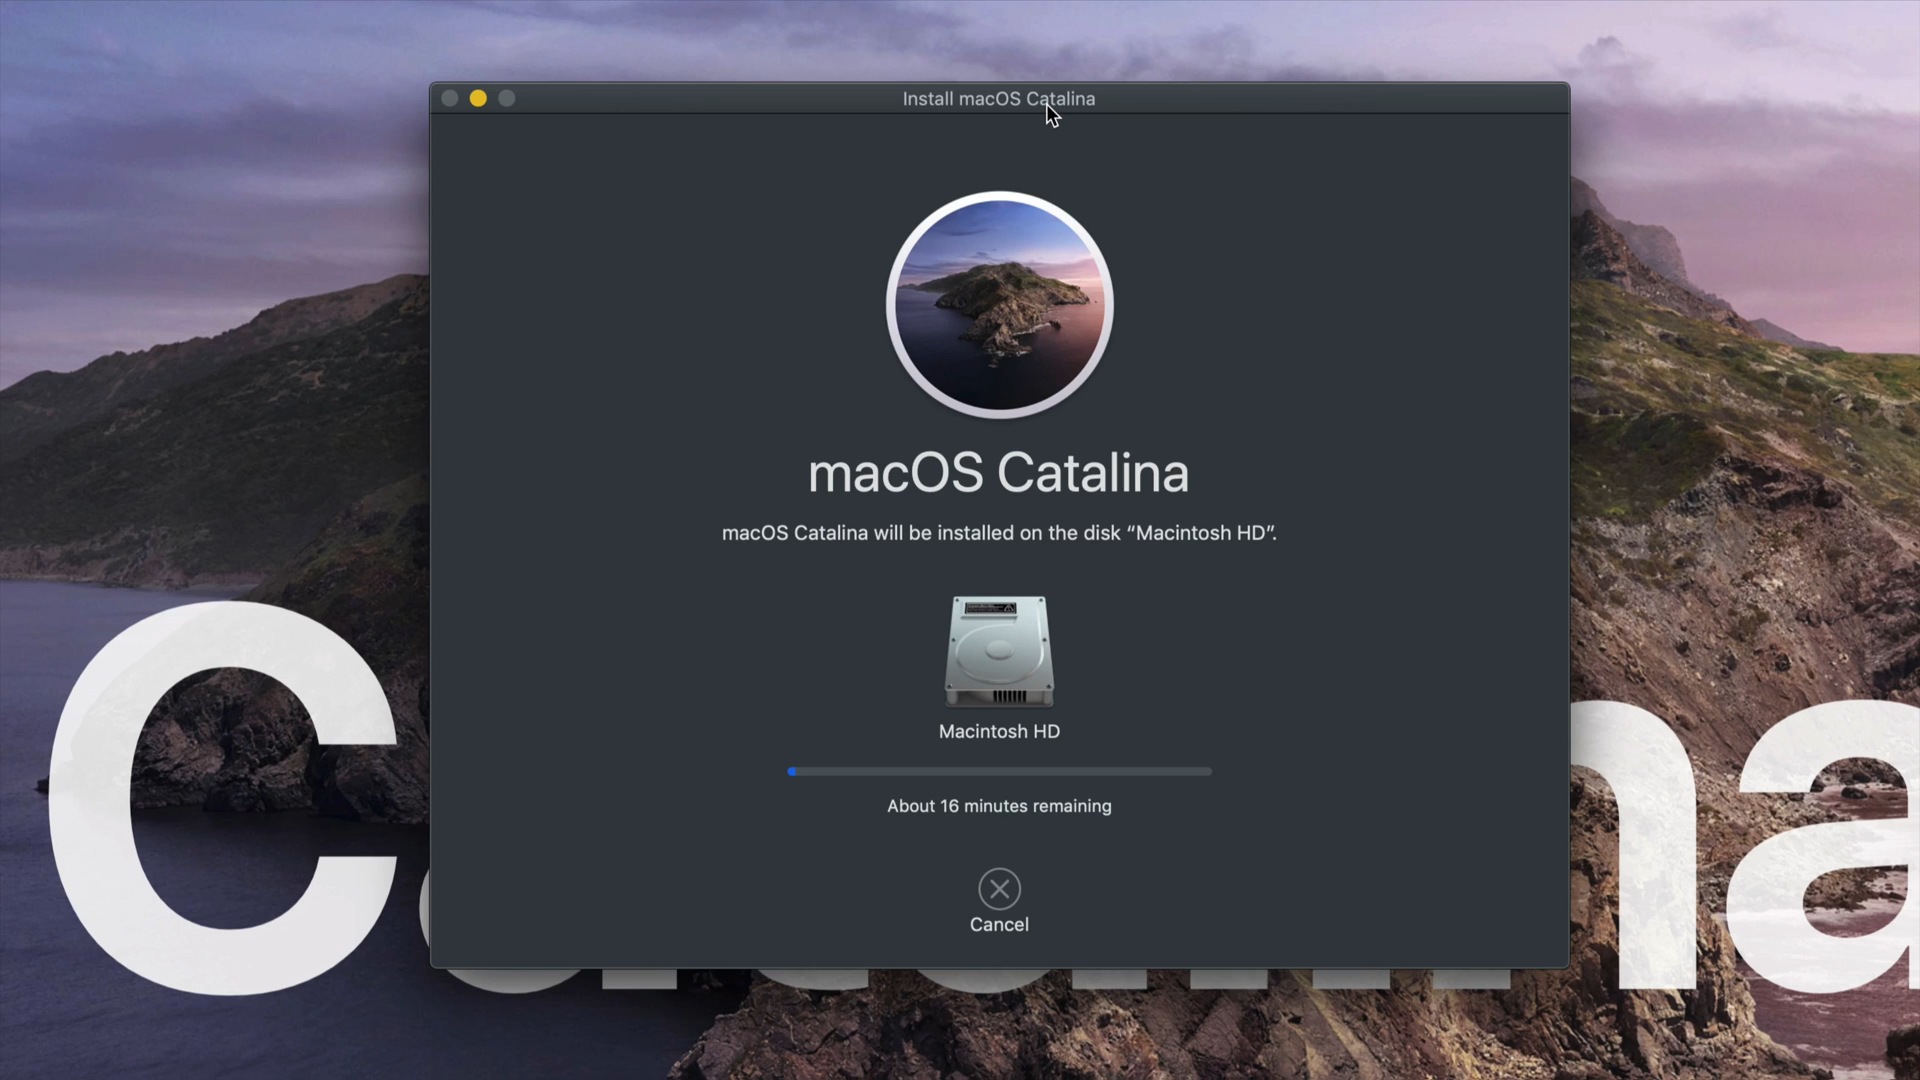 Install macOS Catalina
macOS Catalina
macOS Catalina will be installed on the disk “Macintosh HD”.
Macintosh HD
About 16 minutes remaining
Cancel
Catalina